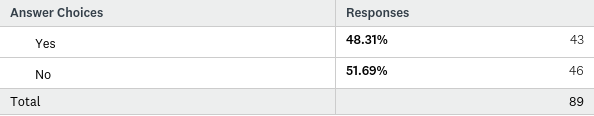 Answer Choices Responses
Yes 48.31% 43
No 51.69% 46
Total 89